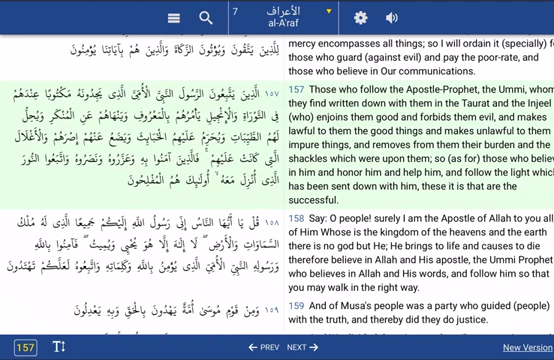 7
الأعراف
al-A'raf
لِلَّذِينَ يَتَّقُونَ وَيُؤْتُونَ الزَّكَاةَ وَالَّذِينَ هُم بِآيَاتِنَا يُؤْمِنُونَ
١٥٧ الَّذِينَ يَتَّبِعُونَ الرَّسُولَ النَّبِيَّ الْأُمِّيَّ الَّذِي يَجِدُونَهُ مَكْتُوبًا عِندَهُمْ
فِي التَّوْرَاةِ وَالْإِنجِيلِ يَأْمُرُهُم بِالْمَعْرُوفِ وَيَنْهَاهُمْ عَنِ الْمُنكَرِ وَيُحِلُّ
لَهُمُ الطَّيِّبَاتِ وَيُحَرِّمُ عَلَيْهِمُ الْخَبَائِثَ وَيَضَعُ عَنْهُمْ إِصْرَهُمْ وَالْأَغْلَالَ
الَّتِي كَانَتْ عَلَيْهِمْ ۚ فَالَّذِينَ آمَنُوا بِهِ وَعَزَّرُوهُ وَنَصَرُوهُ وَاتَّبَعُوا النُّورَ
الَّذِي أُنزِلَ مَعَهُ ۙ أُولَٰئِكَ هُمُ الْمُفْلِحُونَ
١٥٨ قُلْ يَا أَيُّهَا النَّاسُ إِنِّي رَسُولُ اللَّهِ إِلَيْكُمْ جَمِيعًا الَّذِي لَهُ مُلْكُ
السَّمَاوَاتِ وَالْأَرْضِ ۖ لَا إِلَٰهَ إِلَّا هُوَ يُحْيِي وَيُمِيتُ ۖ فَآمِنُوا بِاللَّهِ
وَرَسُولِهِ النَّبِيِّ الْأُمِّيِّ الَّذِي يُؤْمِنُ بِاللَّهِ وَكَلِمَاتِهِ وَاتَّبِعُوهُ لَعَلَّكُمْ تَهْتَدُونَ
١٥٩ وَمِن قَوْمِ مُوسَىٰ أُمَّةٌ يَهْدُونَ بِالْحَقِّ وَبِهِ يَعْدِلُونَ
mercy encompasses all things; so I will ordain it (specially) f
those who guard (against evil) and pay the poor-rate, and
those who believe in Our communications.
157 Those who follow the Apostle-Prophet, the Ummi, whom
they find written down with them in the Taurat and the Injeel
(who) enjoins them good and forbids them evil, and makes
lawful to them the good things and makes unlawful to them
impure things, and removes from them their burden and the
shackles which were upon them; so (as for) those who belie
in him and honor him and help him, and follow the light whic
has been sent down with him, these it is that are the
successful.
158 Say: O people! surely I am the Apostle of Allah to you all
of Him Whose is the kingdom of the heavens and the earth
there is no god but He; He brings to life and causes to die
therefore believe in Allah and His apostle, the Ummi Prophet
who believes in Allah and His words, and follow him so that
you may walk in the right way.
159 And of Musa's people was a party who guided (people)
with the truth, and thereby did they do justice.
157
T
← PREV NEXT →
New Version